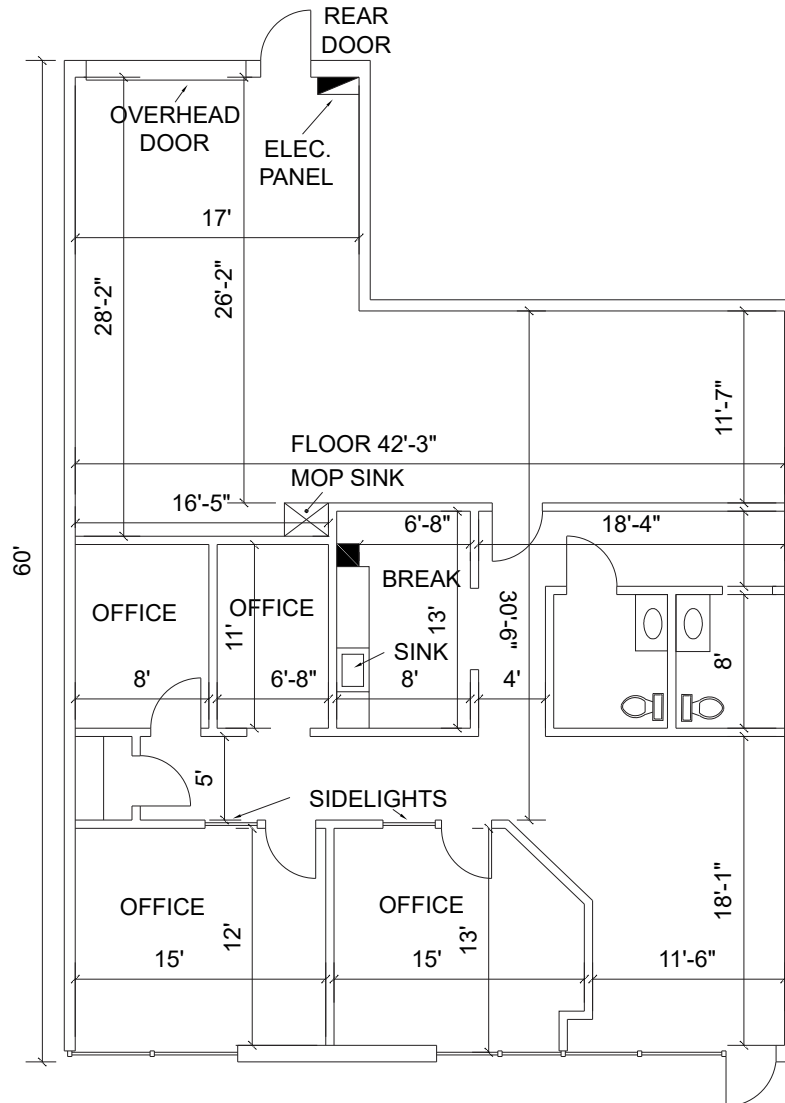 REAR
DOOR
OVERHEAD
DOOR
ELEC.
PANEL
17'
28'-2"
26'-2"
11'-7"
FLOOR 42'-3"
MOP SINK
16'-5"
6'-8"
18'-4"
60'
BREAK
OFFICE
OFFICE
11'
13'
30'-6"
SINK
8'
8'
6'-8"
8'
4'
5'
SIDELIGHTS
OFFICE
OFFICE
12'
13'
18'-1"
15'
15'
11'-6"